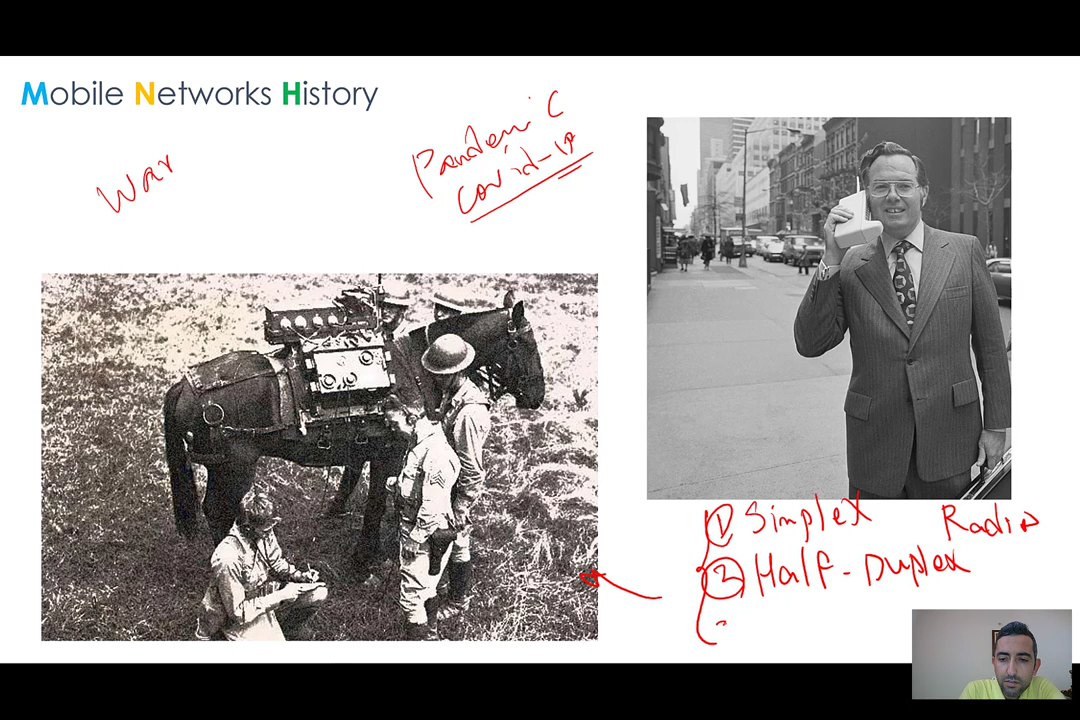 Mobile Networks History
War
Pandemic
Covid-19
① Simplex Radio
② Half-Duplex